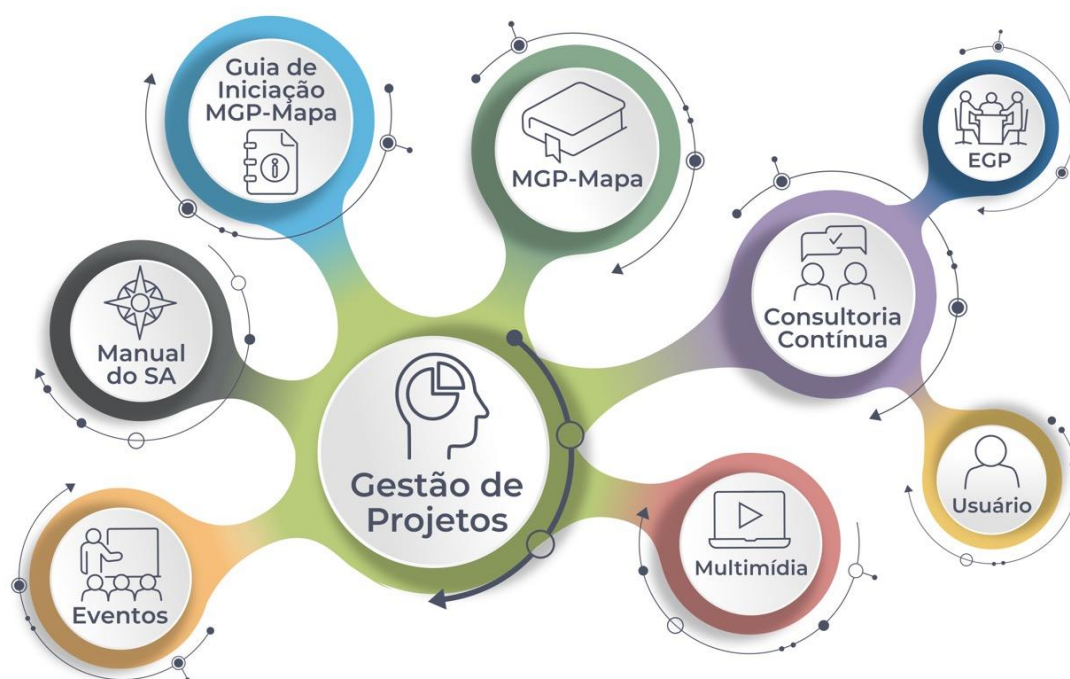 Guia de
Iniciação
MGP-Mapa
MGP-Mapa
EGP
Consultoria
Contínua
Manual
do SA
Gestão de
Projetos
Usuário
Multimídia
Eventos